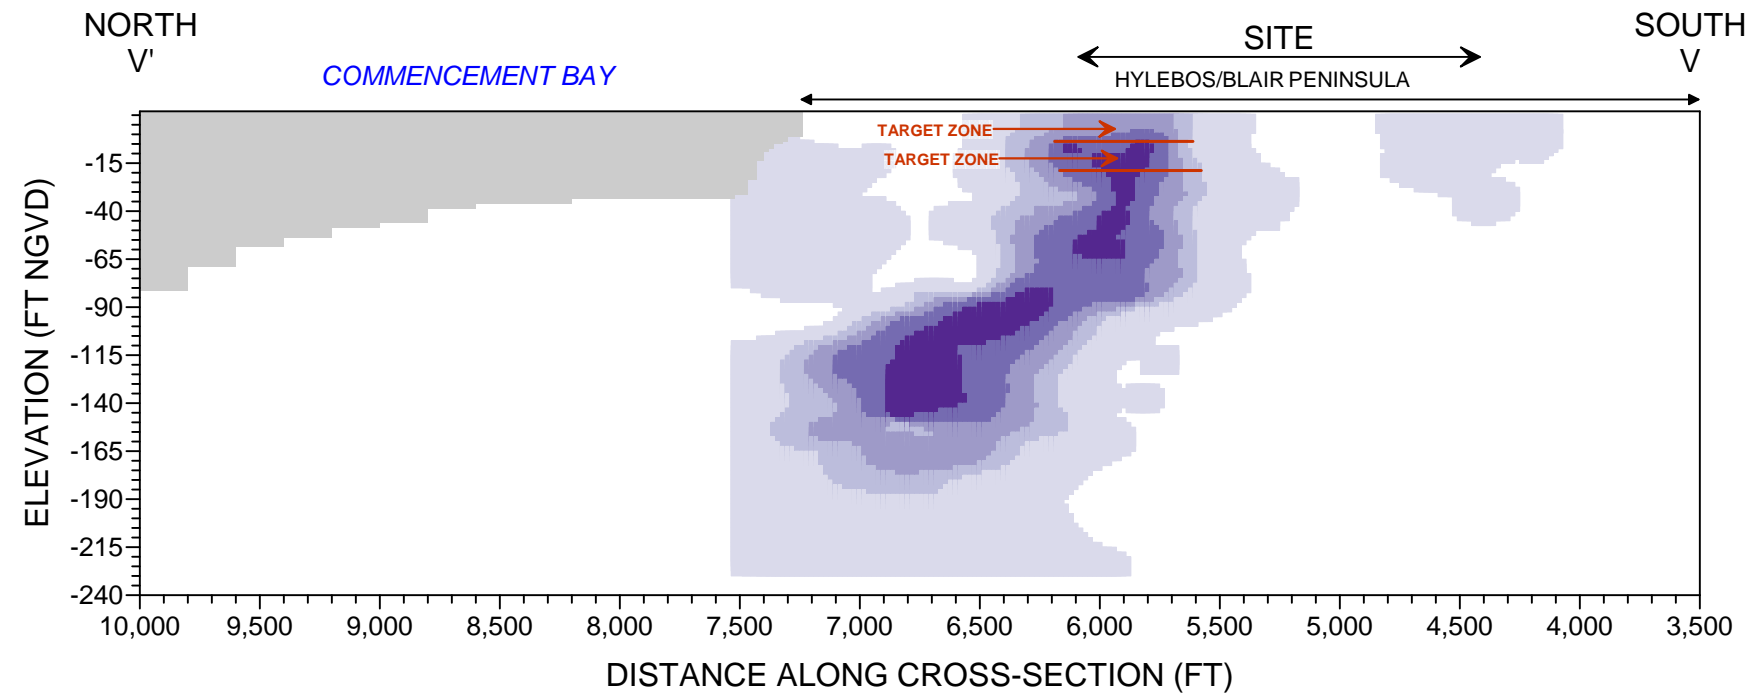 NORTH
V'
COMMENCEMENT BAY
SITE
HYLEBOS/BLAIR PENINSULA
SOUTH
V
TARGET ZONE
TARGET ZONE
ELEVATION (FT NGVD)
-15
-40
-65
-90
-115
-140
-165
-190
-215
-240
10,000 9,500 9,000 8,500 8,000 7,500 7,000 6,500 6,000 5,500 5,000 4,500 4,000 3,500
DISTANCE ALONG CROSS-SECTION (FT)